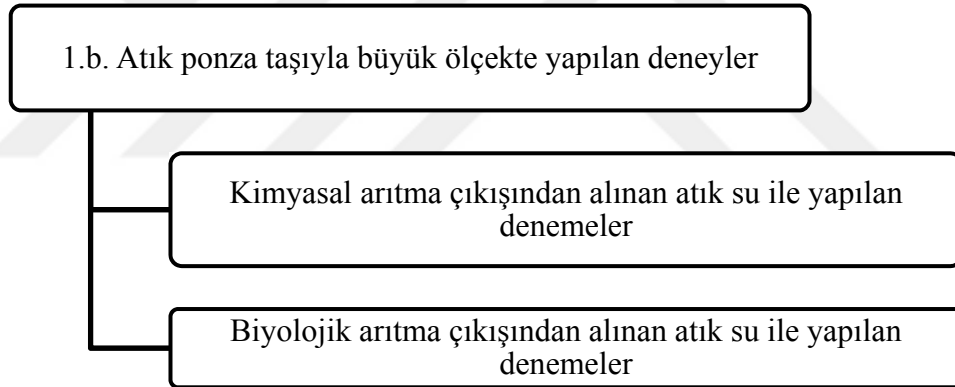 1.b. Atık ponza taşıyla büyük ölçekte yapılan deneyler
Kimyasal arıtma çıkışından alınan atık su ile yapılan
denemeler
Biyolojik arıtma çıkışından alınan atık su ile yapılan
denemeler